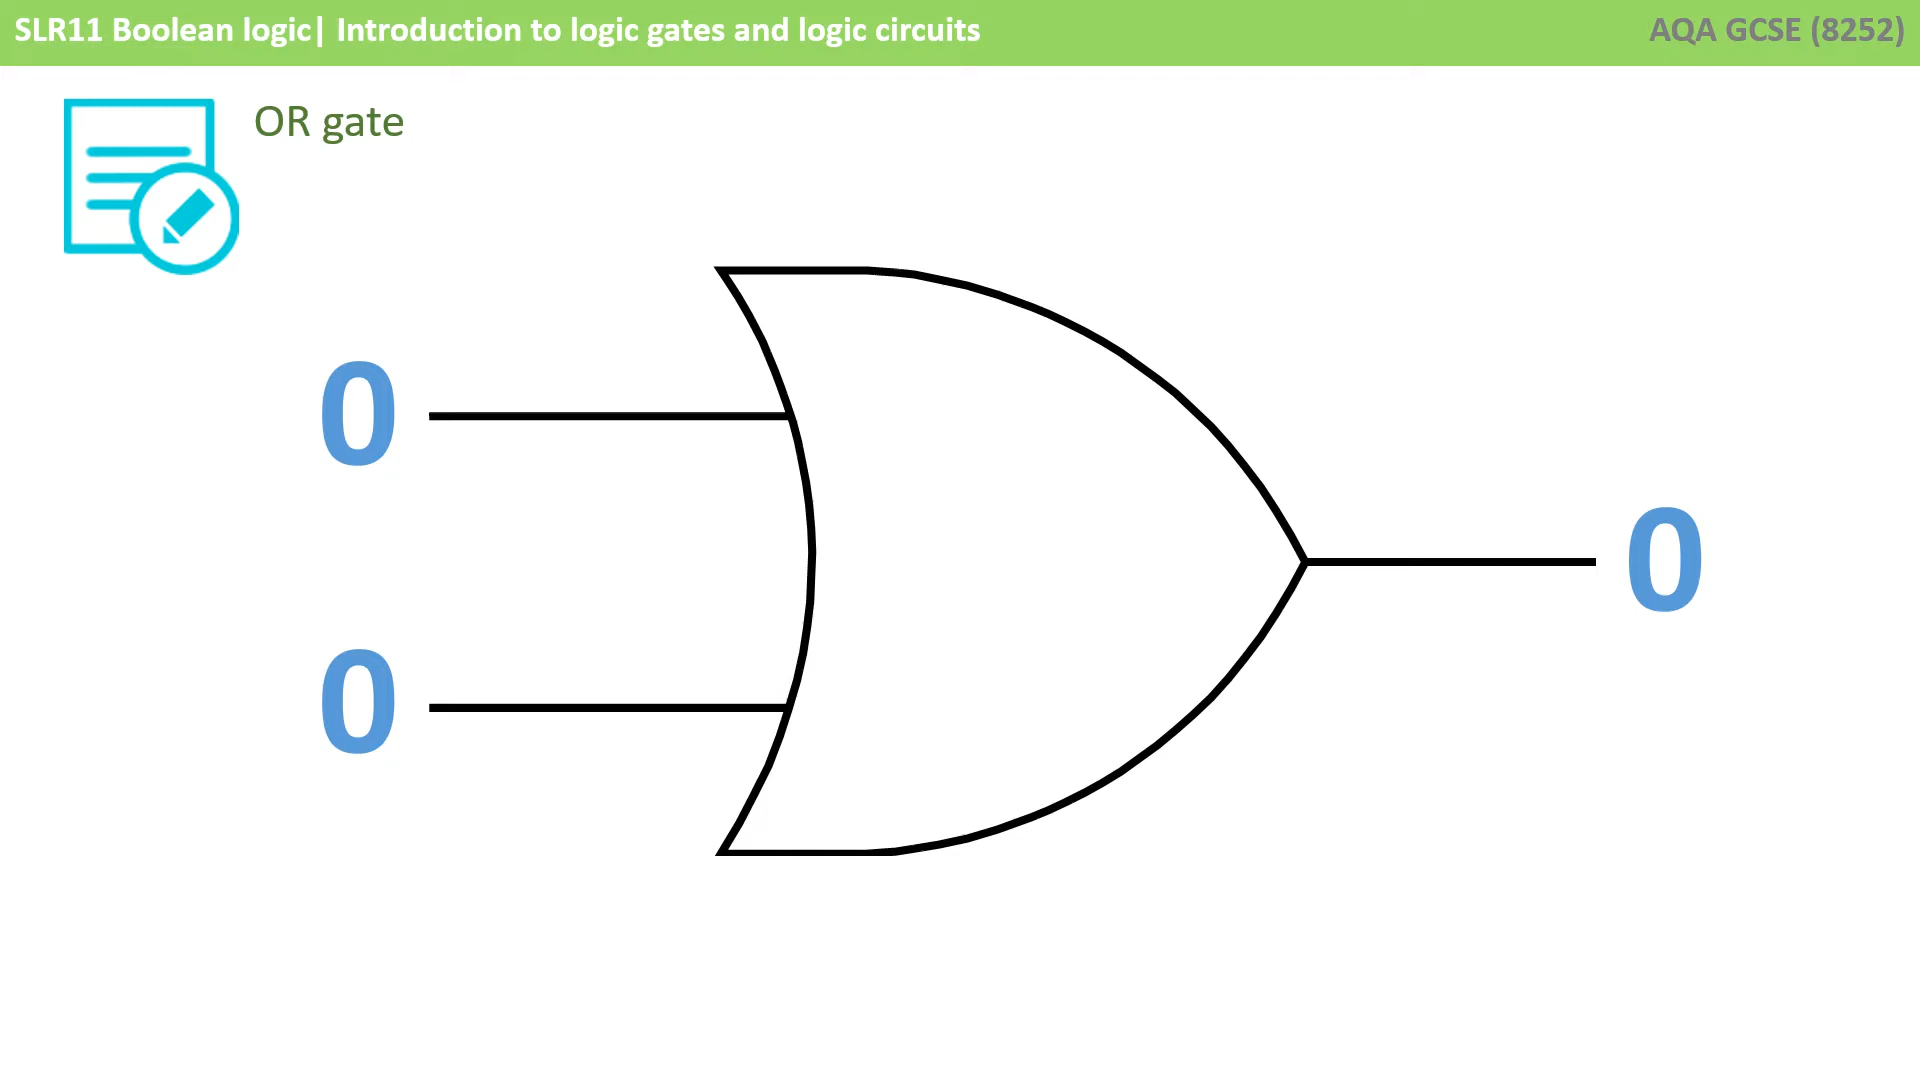 SLR11 Boolean logic| Introduction to logic gates and logic circuits
AQA GCSE (8252)
OR gate
0
0
0